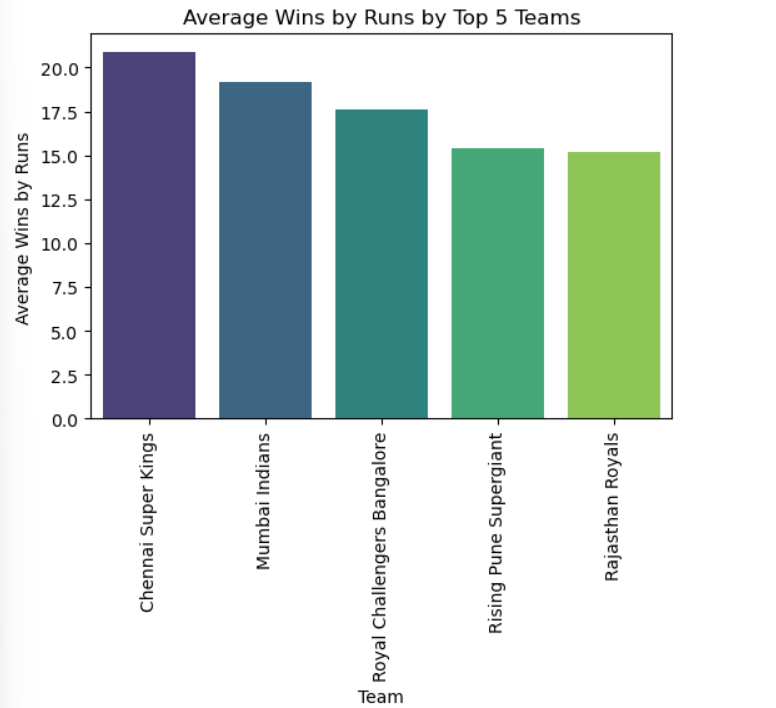 Average Wins by Runs by Top 5 Teams
Average Wins by Runs
20.0
17.5
15.0
12.5
10.0
7.5
5.0
2.5
0.0
Chennai Super Kings
Mumbai Indians
Royal Challengers Bangalore
Rising Pune Supergiant
Rajasthan Royals
Team